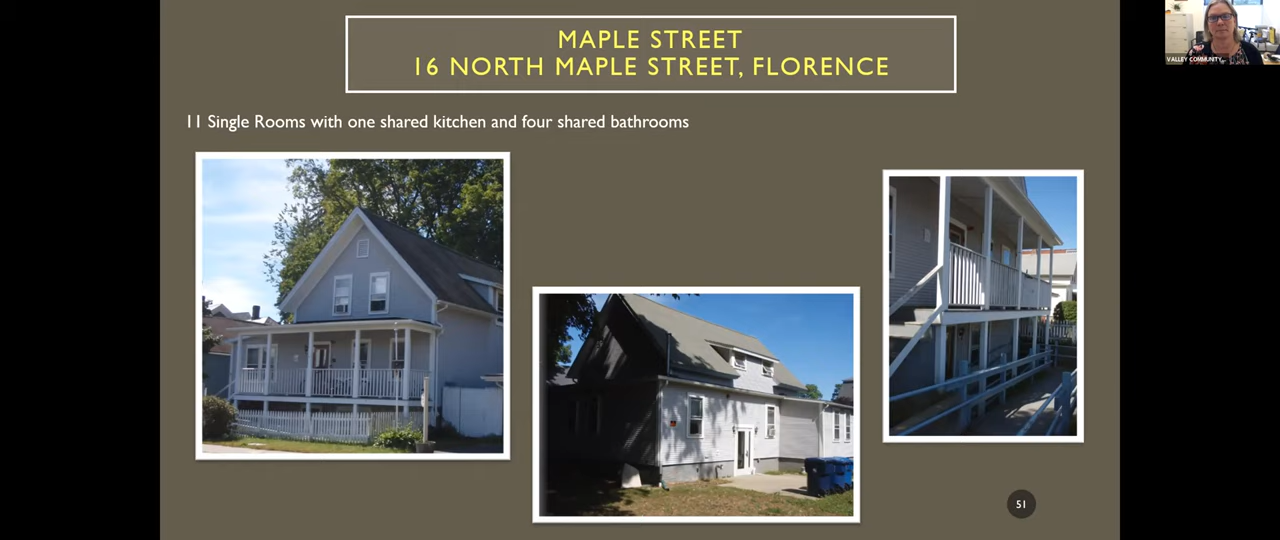 MAPLE STREET
16 NORTH MAPLE STREET, FLORENCE
11 Single Rooms with one shared kitchen and four shared bathrooms
VALLEY COMMUNITY...
51